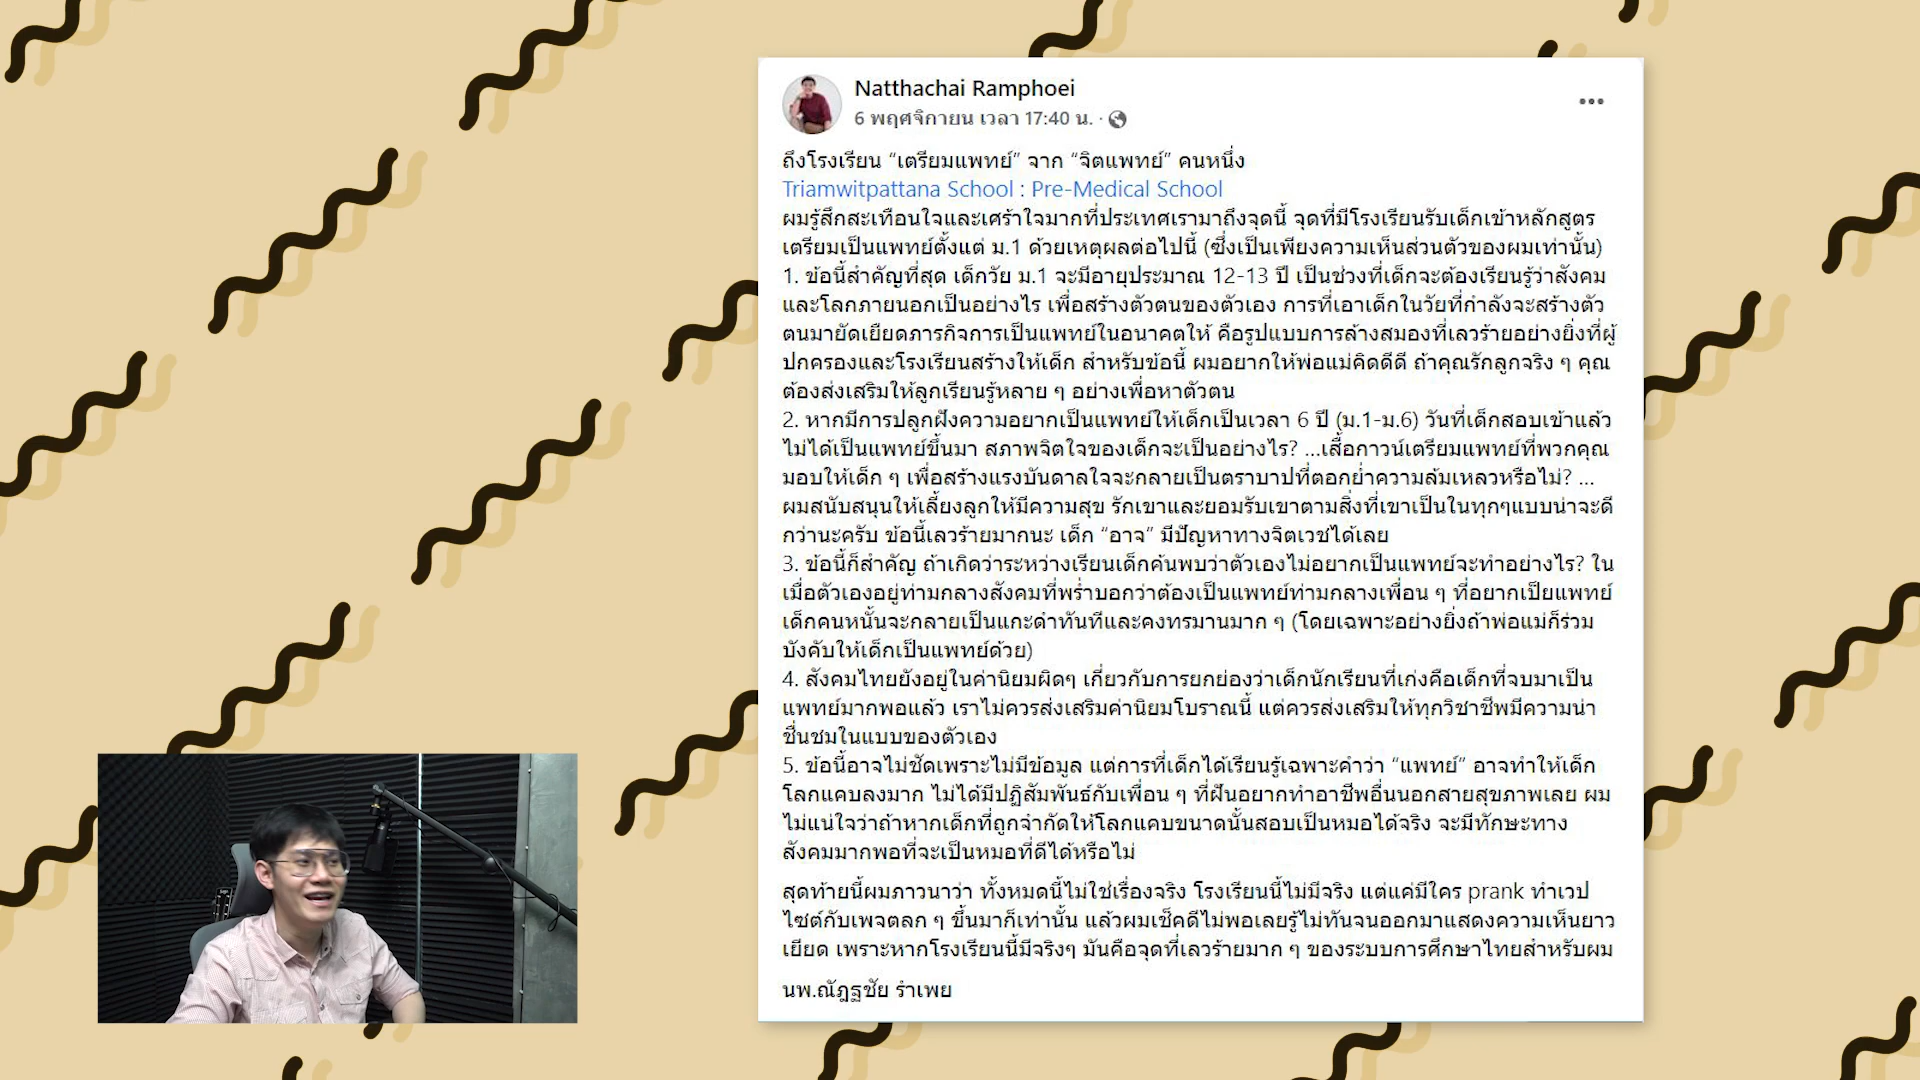 Natthachai Ramphoei
6 พฤศจิกายน เวลา 17:40 น. ·
ถึงโรงเรียน “เตรียมแพทย์” จาก “จิตแพทย์” คนหนึ่ง
Triamwitpattana School : Pre-Medical School
ผมรู้สึกสะเทือนใจและเศร้าใจมากที่ประเทศเรามาถึงจุดนี้ จุดที่มีโรงเรียนรับเด็กเข้าหลักสูตร
เตรียมเป็นแพทย์ตั้งแต่ ม.1 ด้วยเหตุผลต่อไปนี้ (ซึ่งเป็นเพียงความเห็นส่วนตัวของผมเท่านั้น)
1. ข้อนี้สำคัญที่สุด เด็กวัย ม.1 จะมีอายุประมาณ 12-13 ปี เป็นช่วงที่เด็กจะต้องเรียนรู้ว่าสังคม
และโลกภายนอกเป็นอย่างไร เพื่อสร้างตัวตนของตัวเอง การที่เอาเด็กในวัยที่กำลังจะสร้างตัว
ตนมายัดเยียดภารกิจการเป็นแพทย์ในอนาคตให้ คือรูปแบบการล้างสมองที่เลวร้ายอย่างยิ่งที่ผู้
ปกครองและโรงเรียนสร้างให้เด็ก สำหรับข้อนี้ ผมอยากให้พ่อแม่คิดดีดี ถ้าคุณรักลูกจริง ๆ คุณ
ต้องส่งเสริมให้ลูกเรียนรู้หลาย ๆ อย่างเพื่อหาตัวตน
2. หากมีการปลูกฝังความอยากเป็นแพทย์ให้เด็กเป็นเวลา 6 ปี (ม.1-ม.6) วันที่เด็กสอบเข้าแล้ว
ไม่ได้เป็นแพทย์ขึ้นมา สภาพจิตใจของเด็กจะเป็นอย่างไร? ...เสื้อกาวน์เตรียมแพทย์ที่พวกคุณ
มอบให้เด็ก ๆ เพื่อสร้างแรงบันดาลใจจะกลายเป็นตราบาปที่ตอกย้ำความล้มเหลวหรือไม่? ...
ผมสนับสนุนให้เลี้ยงลูกให้มีความสุข รักเขาและยอมรับเขาตามสิ่งที่เขาเป็นในทุกๆแบบน่าจะดี
กว่านะครับ ข้อนี้เลวร้ายมากนะ เด็ก “อาจ” มีปัญหาทางจิตเวชได้เลย
3. ข้อนี้ก็สำคัญ ถ้าเกิดว่าระหว่างเรียนเด็กค้นพบว่าตัวเองไม่อยากเป็นแพทย์จะทำอย่างไร? ใน
เมื่อตัวเองอยู่ท่ามกลางสังคมที่พร่ำบอกว่าต้องเป็นแพทย์ท่ามกลางเพื่อน ๆ ที่อยากเปียแพทย์
เด็กคนหนั้นจะกลายเป็นแกะดำทันทีและคงทรมานมาก ๆ (โดยเฉพาะอย่างยิ่งถ้าพ่อแม่ก็ร่วม
บังคับให้เด็กเป็นแพทย์ด้วย)
4. สังคมไทยยังอยู่ในค่านิยมผิดๆ เกี่ยวกับการยกย่องว่าเด็กนักเรียนที่เก่งคือเด็กที่จบมาเป็น
แพทย์มากพอแล้ว เราไม่ควรส่งเสริมค่านิยมโบราณนี้ แต่ควรส่งเสริมให้ทุกวิชาชีพมีความน่า
ชื่นชมในแบบของตัวเอง
5. ข้อนี้อาจไม่ชัดเพราะไม่มีข้อมูล แต่การที่เด็กได้เรียนรู้เฉพาะคำว่า “แพทย์” อาจทำให้เด็ก
โลกแคบลงมาก ไม่ได้มีปฏิสัมพันธ์กับเพื่อน ๆ ที่ฝันอยากทำอาชีพอื่นนอกสายสุขภาพเลย ผม
ไม่แน่ใจว่าถ้าหากเด็กที่ถูกจำกัดให้โลกแคบขนาดนั้นสอบเป็นหมอได้จริง จะมีทักษะทาง
สังคมมากพอที่จะเป็นหมอที่ดีได้หรือไม่
สุดท้ายนี้ผมภาวนาว่า ทั้งหมดนี้ไม่ใช่เรื่องจริง โรงเรียนนี้ไม่มีจริง แต่แค่มีใคร prank ทำเวป
ไซต์กับเพจตลก ๆ ขึ้นมาก็เท่านั้น แล้วผมเช็คดีไม่พอเลยรู้ไม่ทันจนออกมาแสดงความเห็นยาว
เยียด เพราะหากโรงเรียนนี้มีจริงๆ มันคือจุดที่เลวร้ายมาก ๆ ของระบบการศึกษาไทยสำหรับผม
นพ.ณัฏฐชัย รำเพย